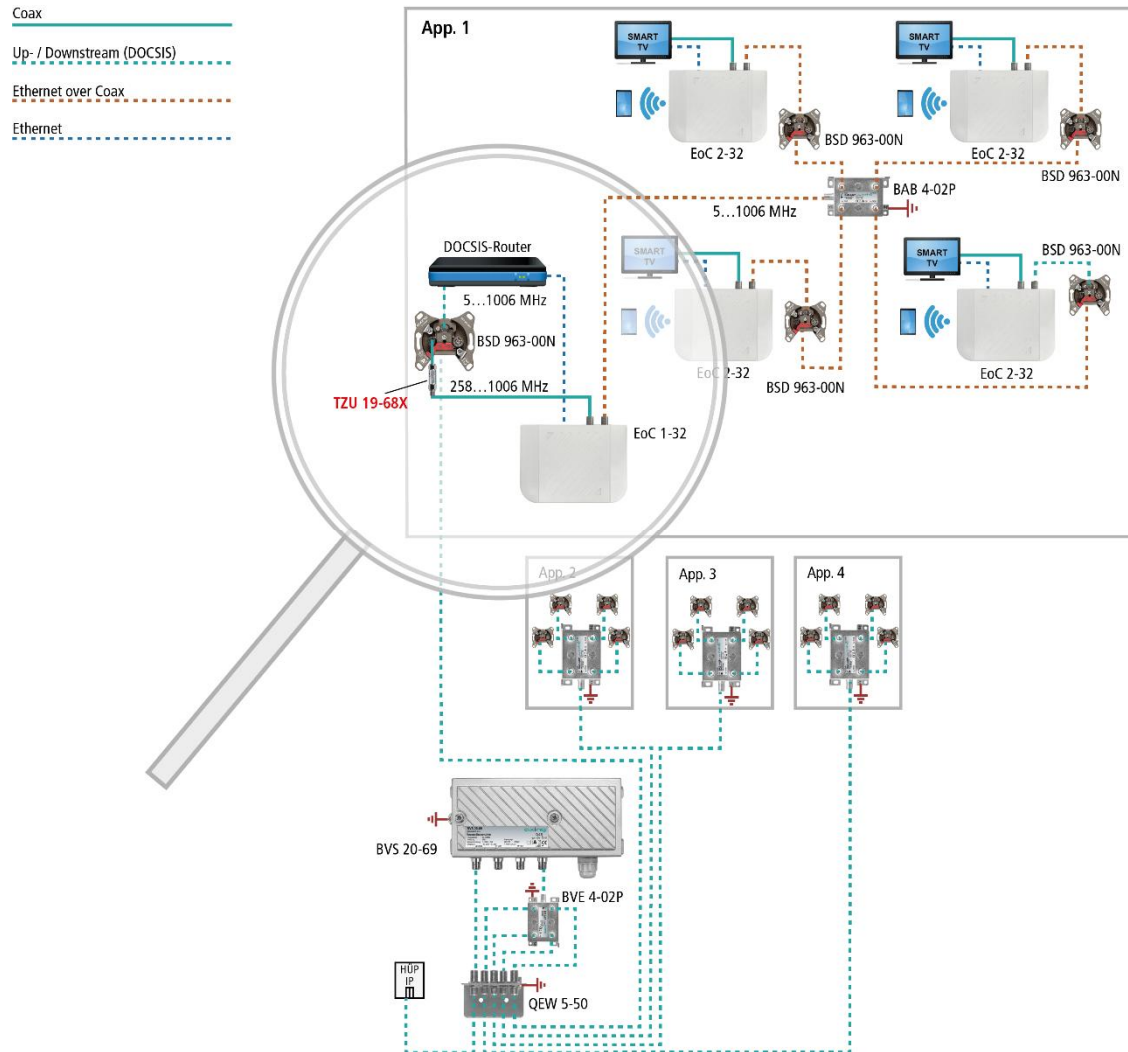 Coax
Up- / Downstream (DOCSIS)
Ethernet over Coax
Ethernet
App. 1
SMART
TV
EoC 2-32
BSD 963-00N
SMART
TV
EoC 2-32
BSD 963-00N
BAB 4-02P
5...1006 MHz
DOCSIS-Router
5...1006 MHz
BSD 963-00N
TZU 19-68X
258...1006 MHz
EoC 1-32
SMART
TV
EoC 2-32
BSD 963-00N
SMART
TV
EoC 2-32
BSD 963-00N
App. 2
App. 3
App. 4
BVS 20-69
BVE 4-02P
HÜP
IP
QEW 5-50